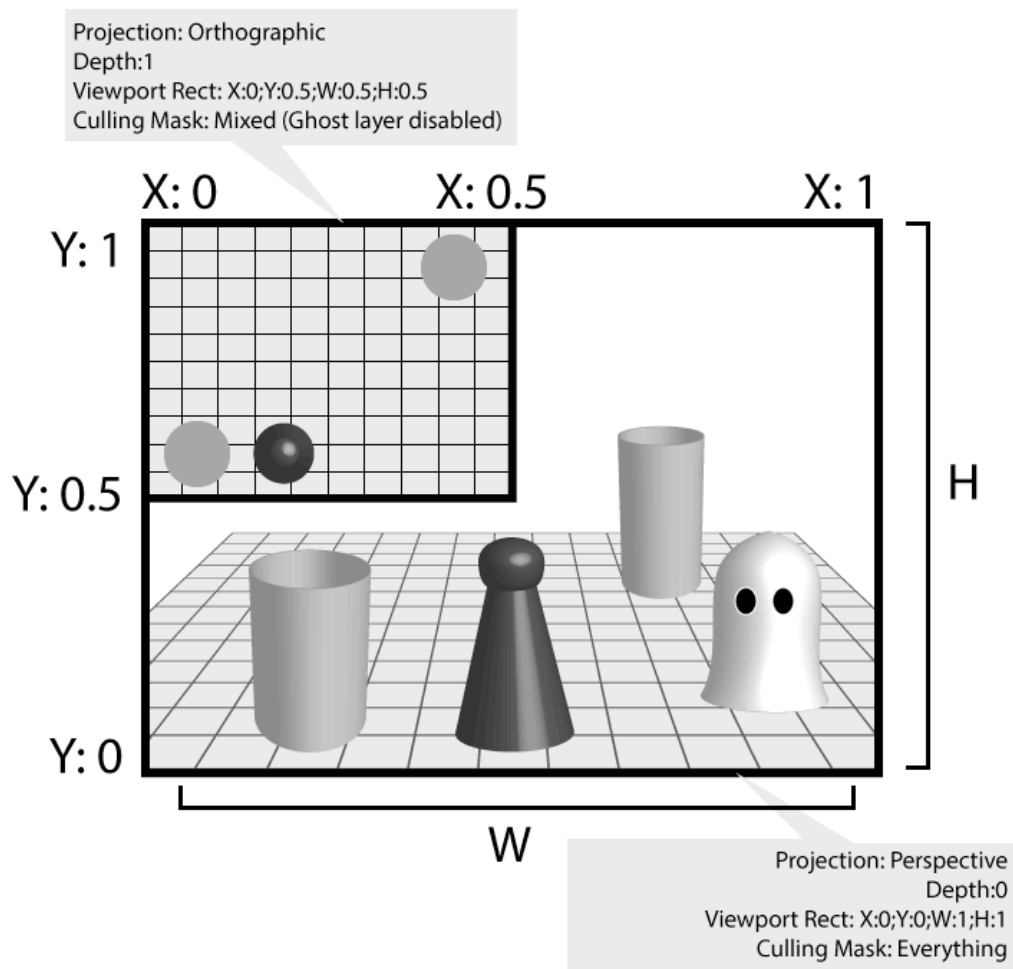 Projection: Orthographic
Depth:1
Viewport Rect: X:0;Y:0.5;W:0.5;H:0.5
Culling Mask: Mixed (Ghost layer disabled)
X: 0 X: 0.5 X: 1
Y: 1
H
Y: 0.5
Y: 0
W
Projection: Perspective
Depth:0
Viewport Rect: X:0;Y:0;W:1;H:1
Culling Mask: Everything